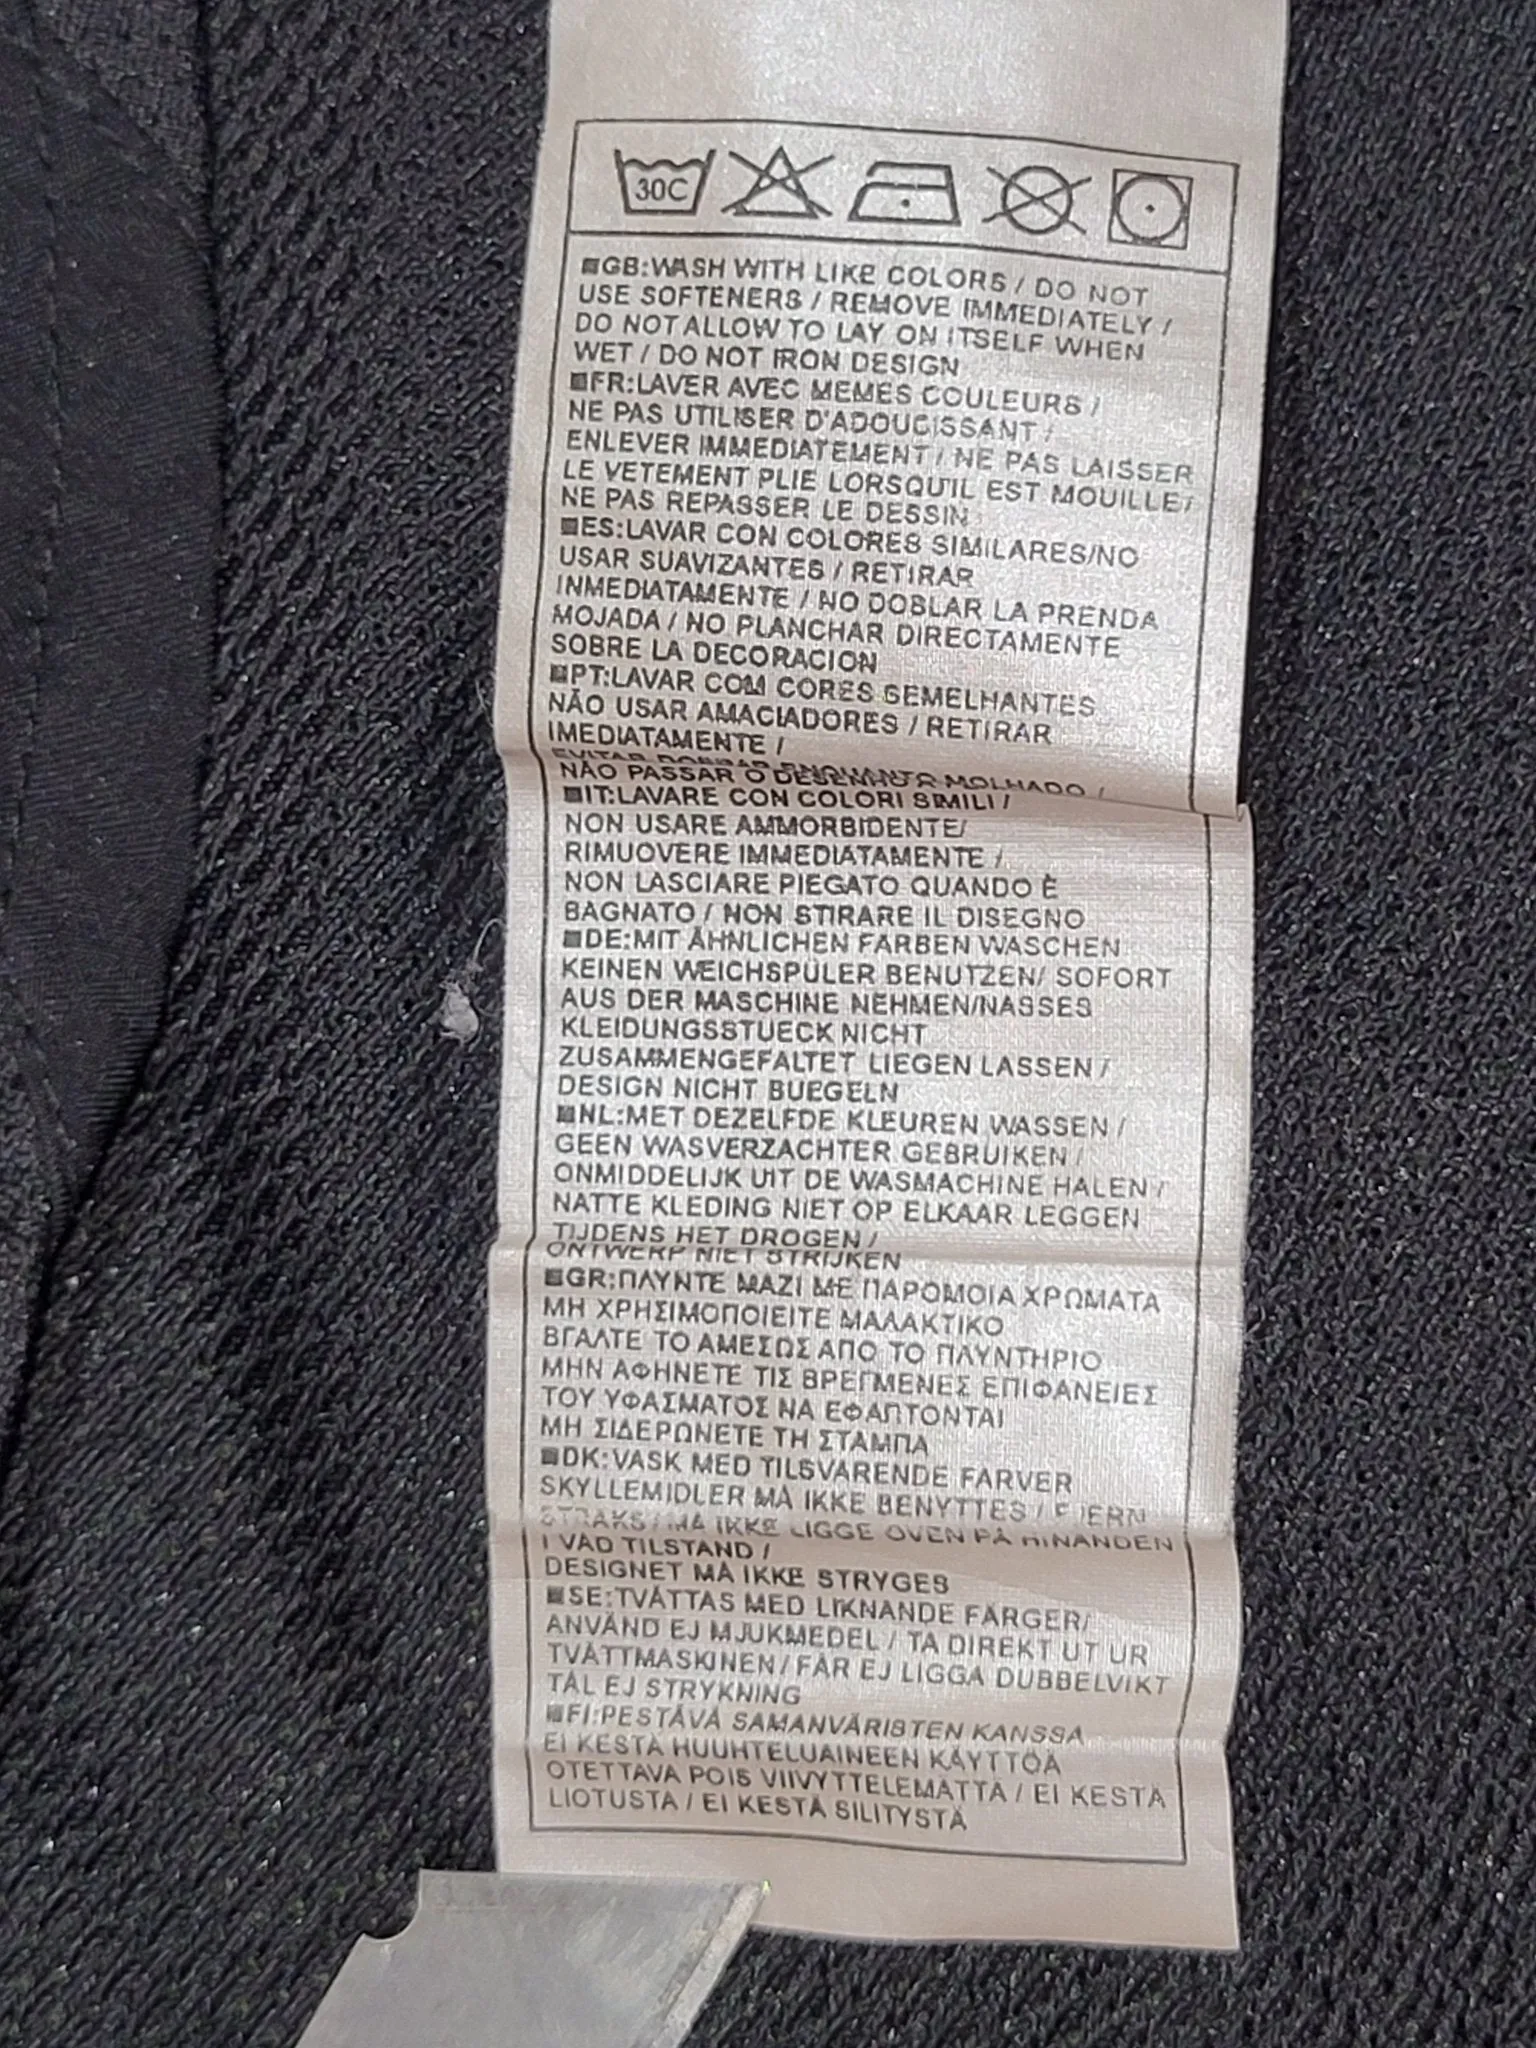 30C
GB:WASH WITH LIKE COLORS / DO NOT
USE SOFTENERS / REMOVE IMMEDIATELY /
DO NOT ALLOW TO LAY ON ITSELF WHEN
WET / DO NOT IRON DESIGN
FR:LAVER AVEC MEMES COULEURS /
NE PAS UTILISER D'ADOUCISSANT /
ENLEVER IMMEDIATEMENT / NE PAS LAISSER
LE VETEMENT PLIE LORSQU'IL EST MOUILLE/
NE PAS REPASSER LE DESSIN
ES:LAVAR CON COLORES SIMILARES/NO
USAR SUAVIZANTES / RETIRAR
INMEDIATAMENTE / NO DOBLAR LA PRENDA
MOJADA / NO PLANCHAR DIRECTAMENTE
SOBRE LA DECORACION
PT:LAVAR COM CORES SEMELHANTES
NÃO USAR AMACIADORES / RETIRAR
IMEDIATAMENTE /
MOLHADO /
NÃO PASSAR O DESENHO
IT:LAVARE CON COLORI SIMILI /
NON USARE AMMORBIDENTE/
RIMUOVERE IMMEDIATAMENTE /
NON LASCIARE PIEGATO QUANDO È
BAGNATO / NON STIRARE IL DISEGNO
DE:MIT ÄHNLICHEN FARBEN WASCHEN
KEINEN WEICHSPÜLER BENUTZEN/ SOFORT
AUS DER MASCHINE NEHMEN/NASSES
KLEIDUNGSSTUECK NICHT
ZUSAMMENGEFALTET LIEGEN LASSEN /
DESIGN NICHT BUEGELN
NL:MET DEZELFDE KLEUREN WASSEN /
GEEN WASVERZACHTER GEBRUIKEN /
ONMIDDELIJK UIT DE WASMACHINE HALEN /
NATTE KLEDING NIET OP ELKAAR LEGGEN
TIJDENS HET DROGEN /
ONTWERP NIET STRIJKEN
GR:ΠΛΥΝΤΕ ΜΑΖΙ ΜΕ ΠΑΡΟΜΟΙΑ ΧΡΩΜΑΤΑ
ΜΗ ΧΡΗΣΙΜΟΠΟΙΕΙΤΕ ΜΑΛΑΚΤΙΚΟ
ΒΓΑΛΤΕ ΤΟ ΑΜΕΣΩΣ ΑΠΟ ΤΟ ΠΛΥΝΤΗΡΙΟ
ΜΗΝ ΑΦΗΝΕΤΕ ΤΙΣ ΒΡΕΓΜΕΝΕΣ ΕΠΙΦΑΝΕΙΕΣ
ΤΟΥ ΥΦΑΣΜΑΤΟΣ ΝΑ ΕΦΑΠΤΟΝΤΑΙ
ΜΗ ΣΙΔΕΡΩΝΕΤΕ ΤΗ ΣΤΑΜΠΑ
DK:VASK MED TILSVARENDE FARVER
SKYLLEMIDLER MÅ IKKE BENYTTES / FJERN
STRAKS / MÅ IKKE LIGGE OVEN PÅ HINANDEN
I VÅD TILSTAND /
DESIGNET MÅ IKKE STRYGES
SE:TVÄTTAS MED LIKNANDE FÄRGER/
ANVÄND EJ MJUKMEDEL / TA DIREKT UT UR
TVÄTTMASKINEN / FÅR EJ LIGGA DUBBELVIKT
TÅL EJ STRYKNING
FI:PESTÄVÄ SAMANVÄRISTEN KANSSA
EI KESTÄ HUUHTELUAINEEN KÄYTTÖÄ
OTETTAVA POIS VIIVYTTELEMÄTTÄ / EI KESTÄ
LIOTUSTA / EI KESTÄ SILITYSTÄ